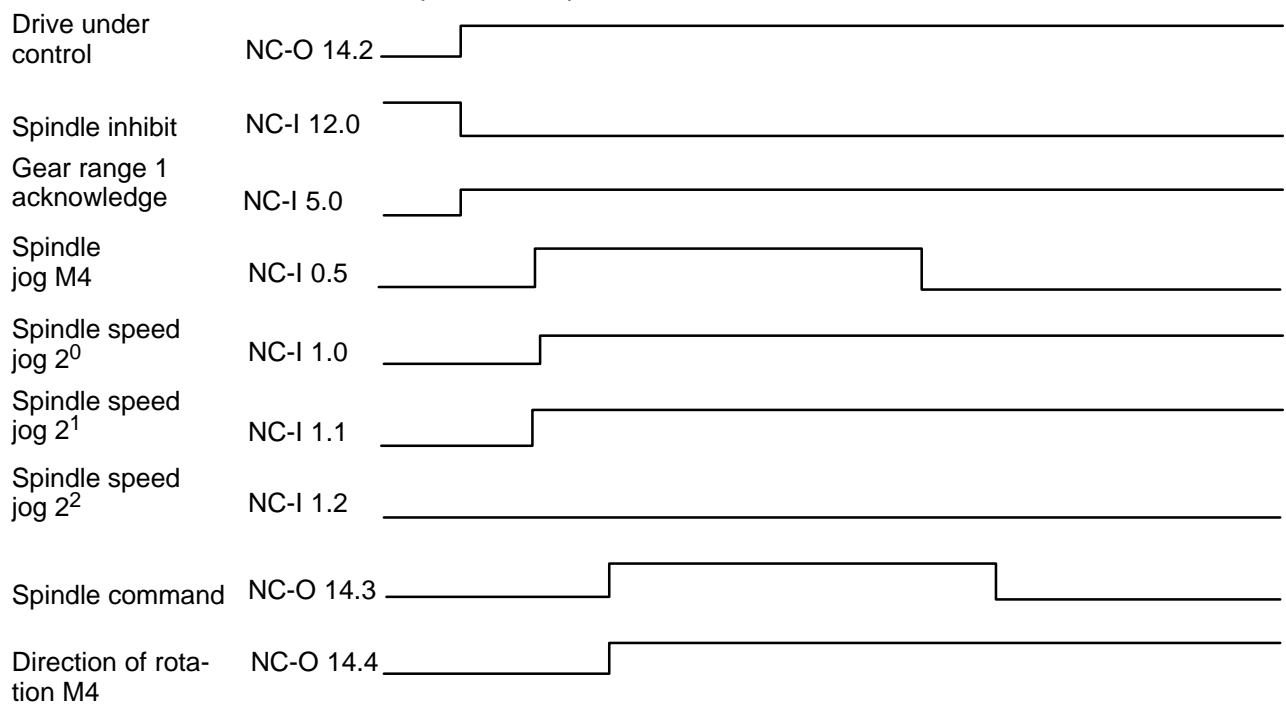 Drive under
control NC-O 14.2
Spindle inhibit NC-I 12.0
Gear range 1
acknowledge NC-I 5.0
Spindle
jog M4 NC-I 0.5
Spindle speed
jog 2⁰ NC-I 1.0
Spindle speed
jog 2¹ NC-I 1.1
Spindle speed
jog 2² NC-I 1.2
Spindle command NC-O 14.3
Direction of rota- NC-O 14.4
tion M4